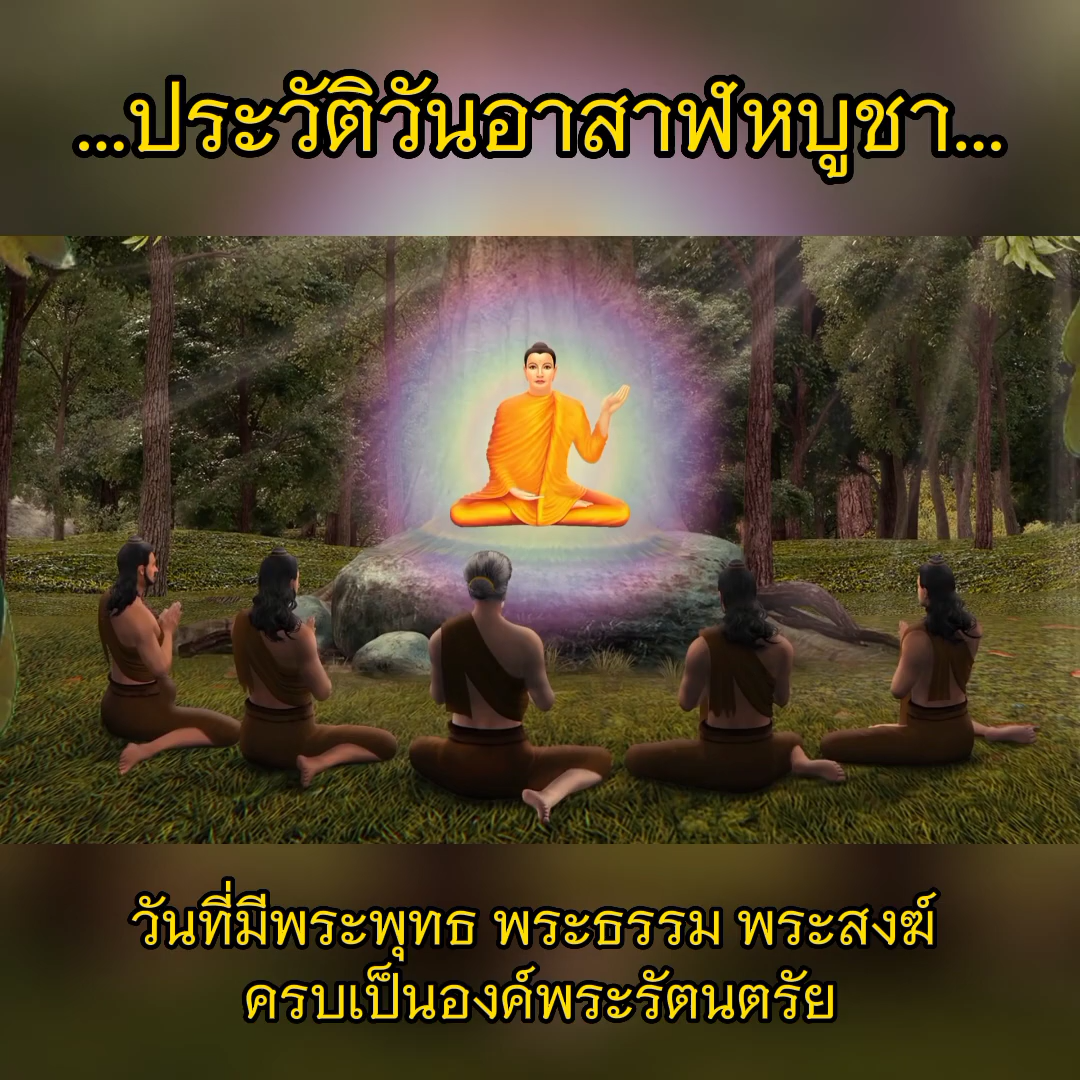 ...ประวัติวันอาสาฬหบูชา...
วันที่มีพระพุทธ พระธรรม พระสงฆ์
ครบเป็นองค์พระรัตนตรัย